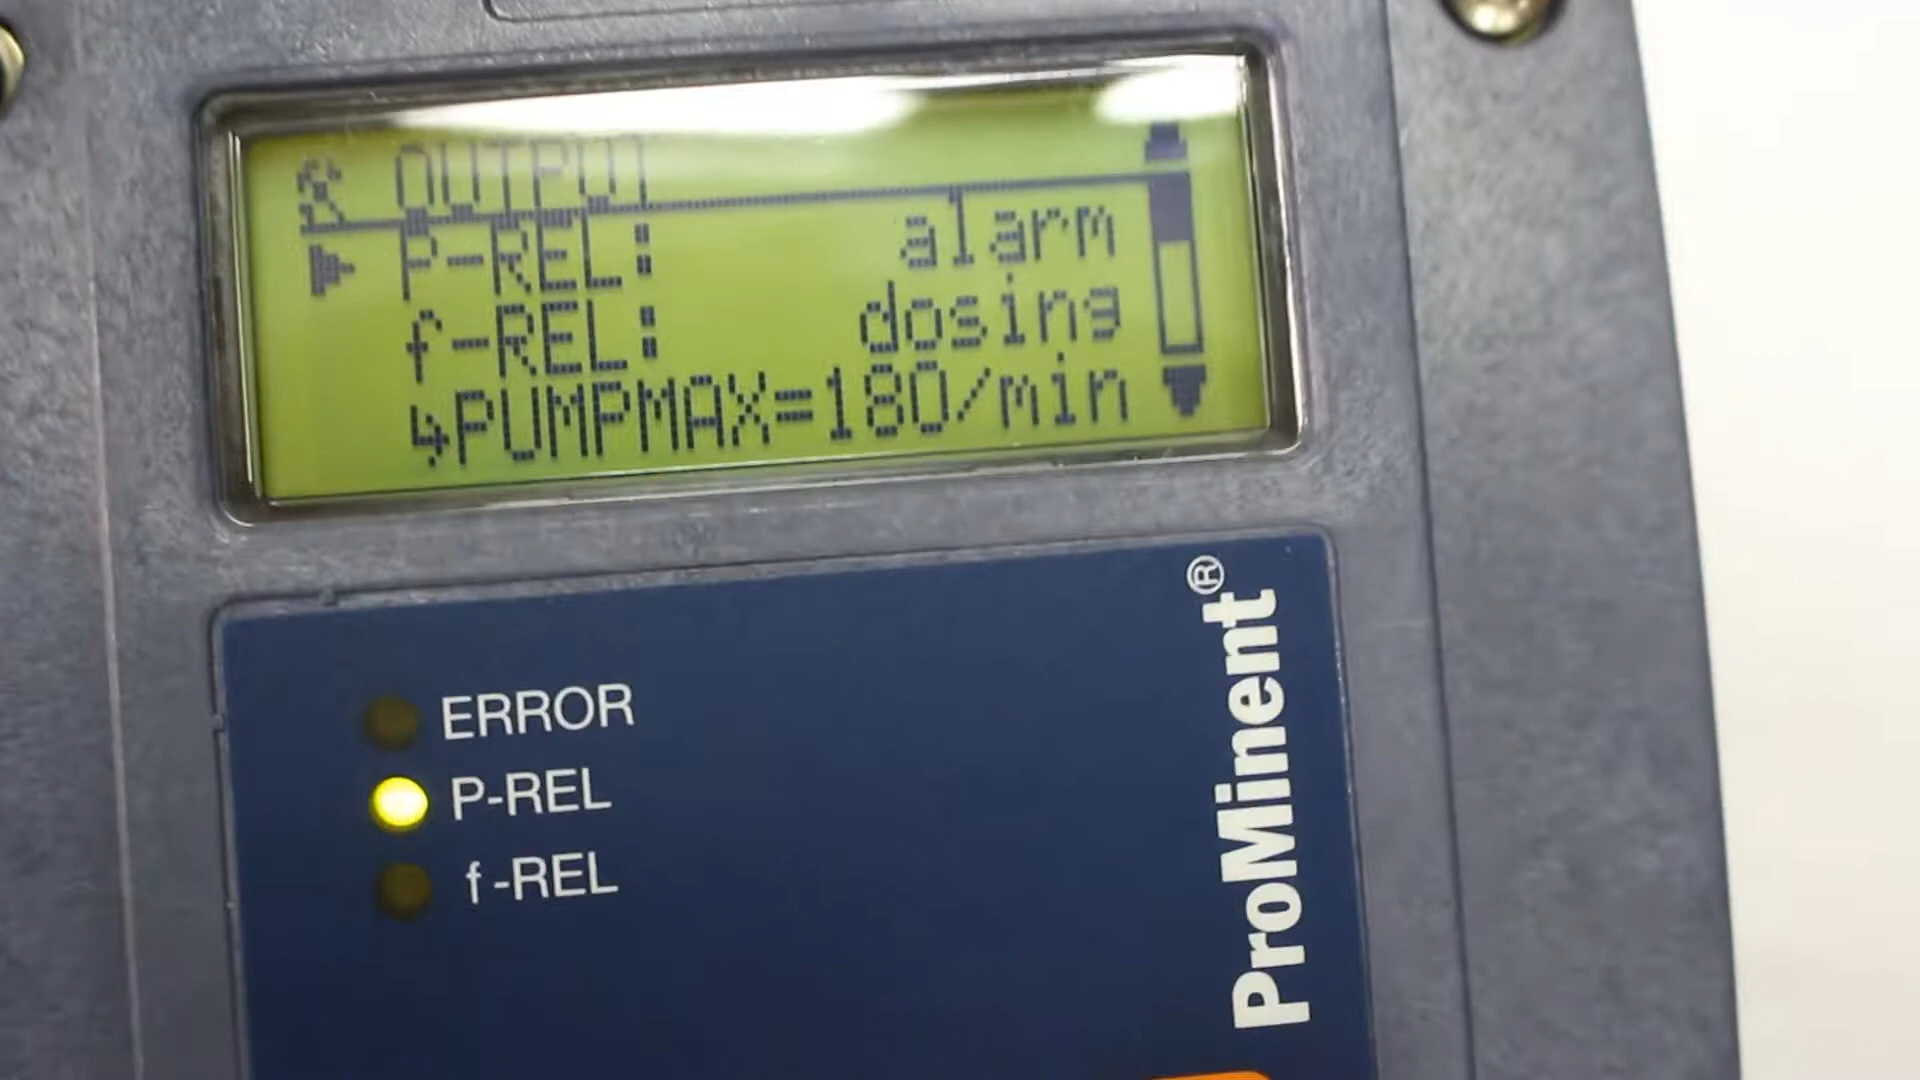 OUTPUT
P-REL: alarm
f-REL: dosing
↳PUMPMAX=180/min
ProMinent®
ERROR
P-REL
f-REL